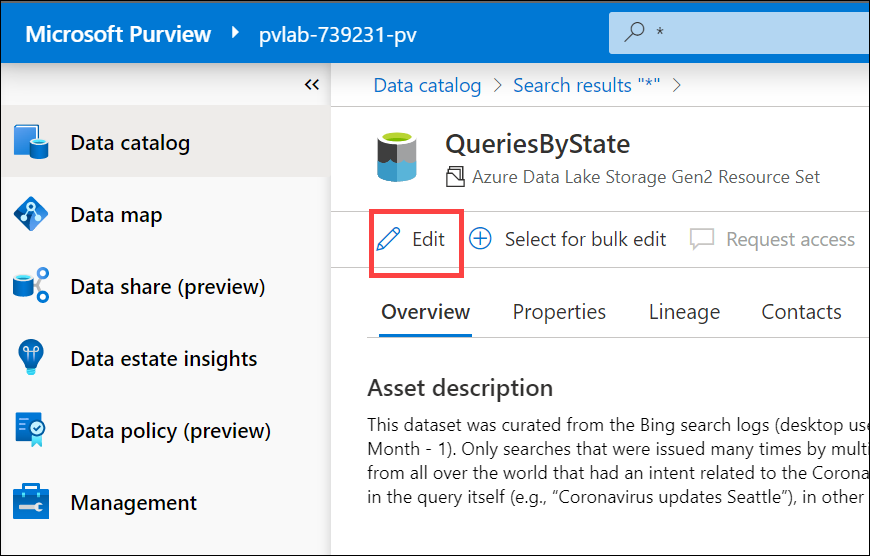 Microsoft Purview pvlab-739231-pv *
«
Data catalog > Search results "*" >
Data catalog
QueriesByState
Azure Data Lake Storage Gen2 Resource Set
Data map
Edit Select for bulk edit Request access
Data share (preview)
Overview Properties Lineage Contacts
Data estate insights
Asset description
This dataset was curated from the Bing search logs (desktop use
Data policy (preview)
Month - 1). Only searches that were issued many times by multi
from all over the world that had an intent related to the Corona
Management
in the query itself (e.g., “Coronavirus updates Seattle”), in other